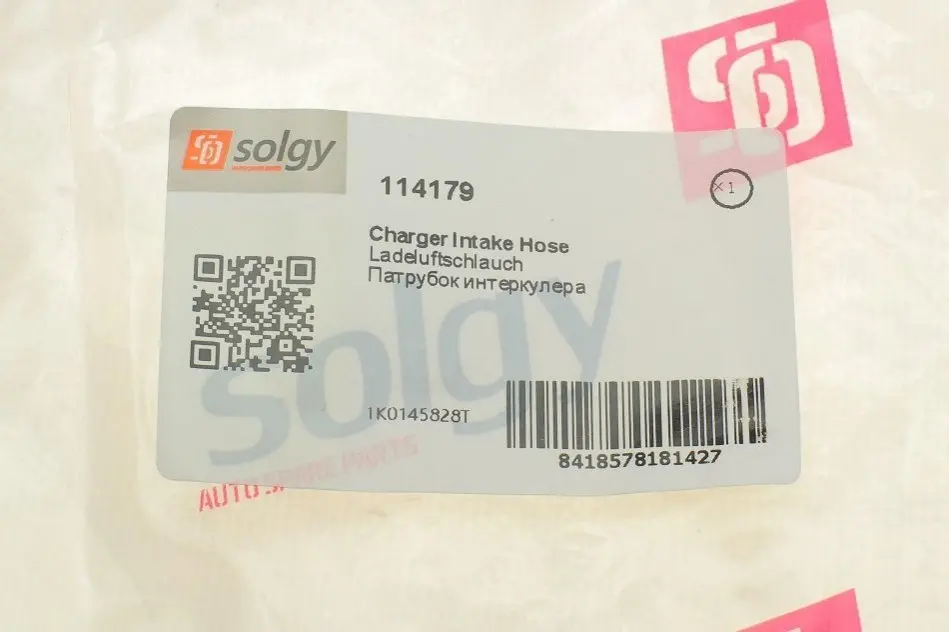 solgy
114179
×1
Charger Intake Hose
Ladeluftschlauch
Патрубок интеркулера
solgy
1K0145828T
8418578181427
AUTO SPARE PARTS